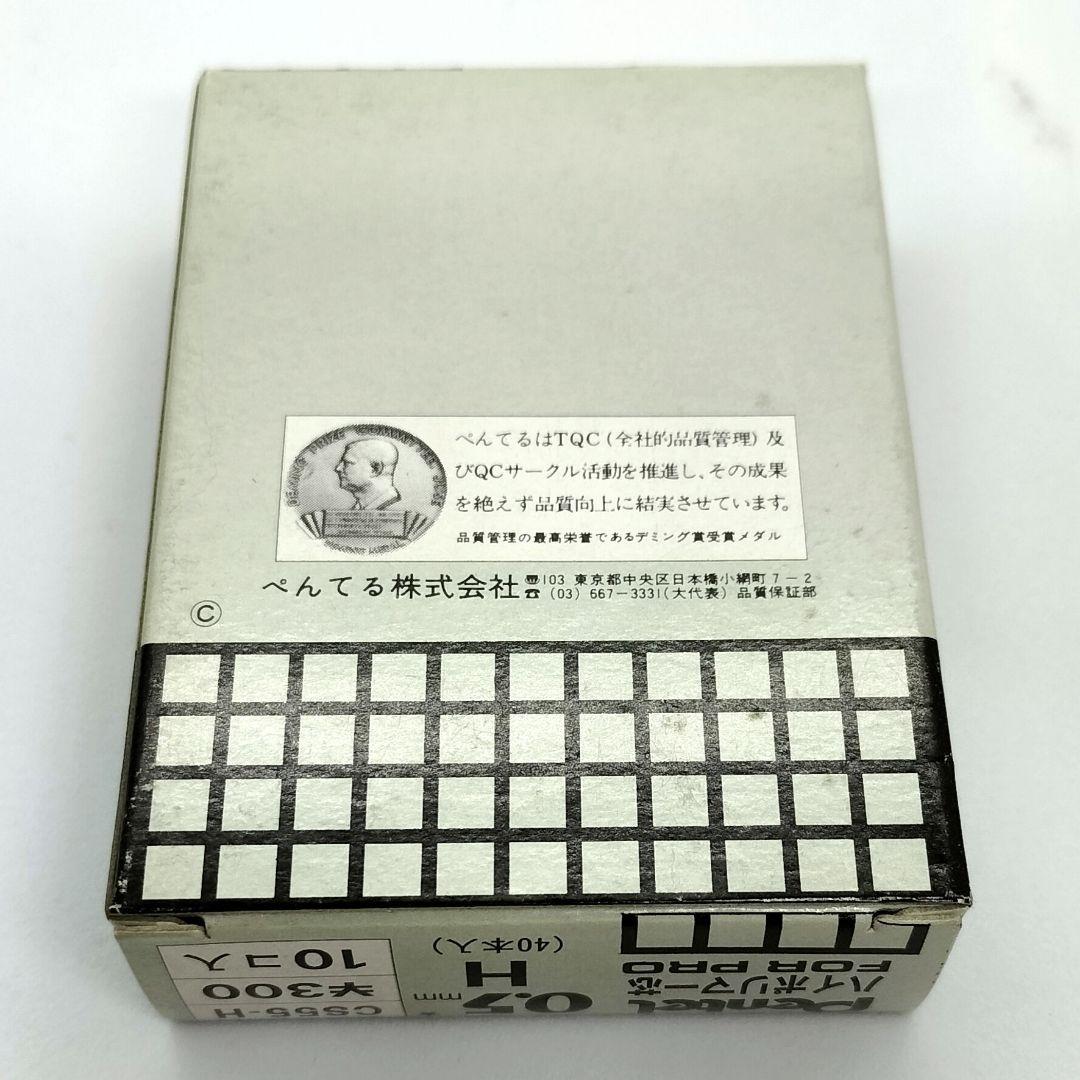 DEMING PRIZE COMMITTEE
ぺんてるはTQC(全社的品質管理)及
びQCサークル活動を推進し、その成果
を絶えず品質向上に結実させています。
品質管理の最高栄誉であるデミング賞受賞メダル
ぺんてる株式会社 〒103 東京都中央区日本橋小網町7-2
☎(03)667-3331(大代表)品質保証部
©
Pentel
ハイポリマー芯
FOR PRO
mm
H
(40本入)
CS55-H
¥300
10コ入